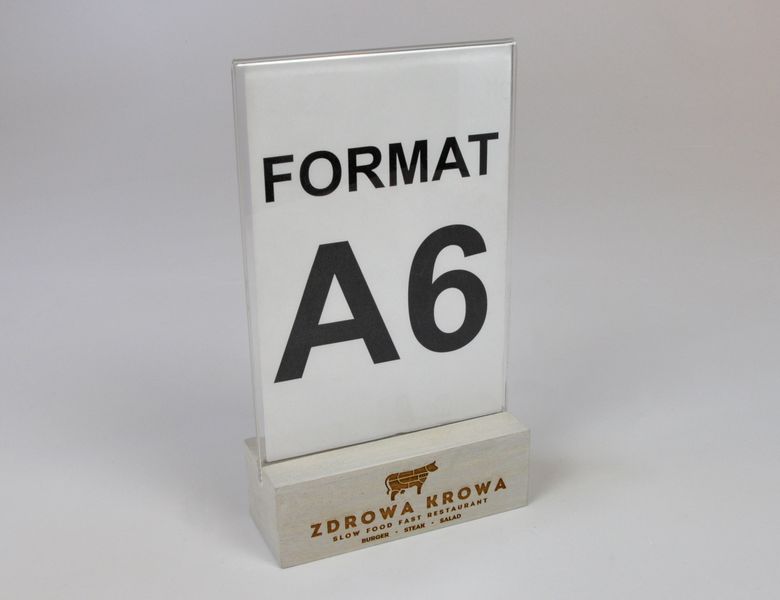 FORMAT
A6
ZDROWA KROWA
SLOW FOOD FAST RESTAURANT
BURGER · STEAK · SALAD